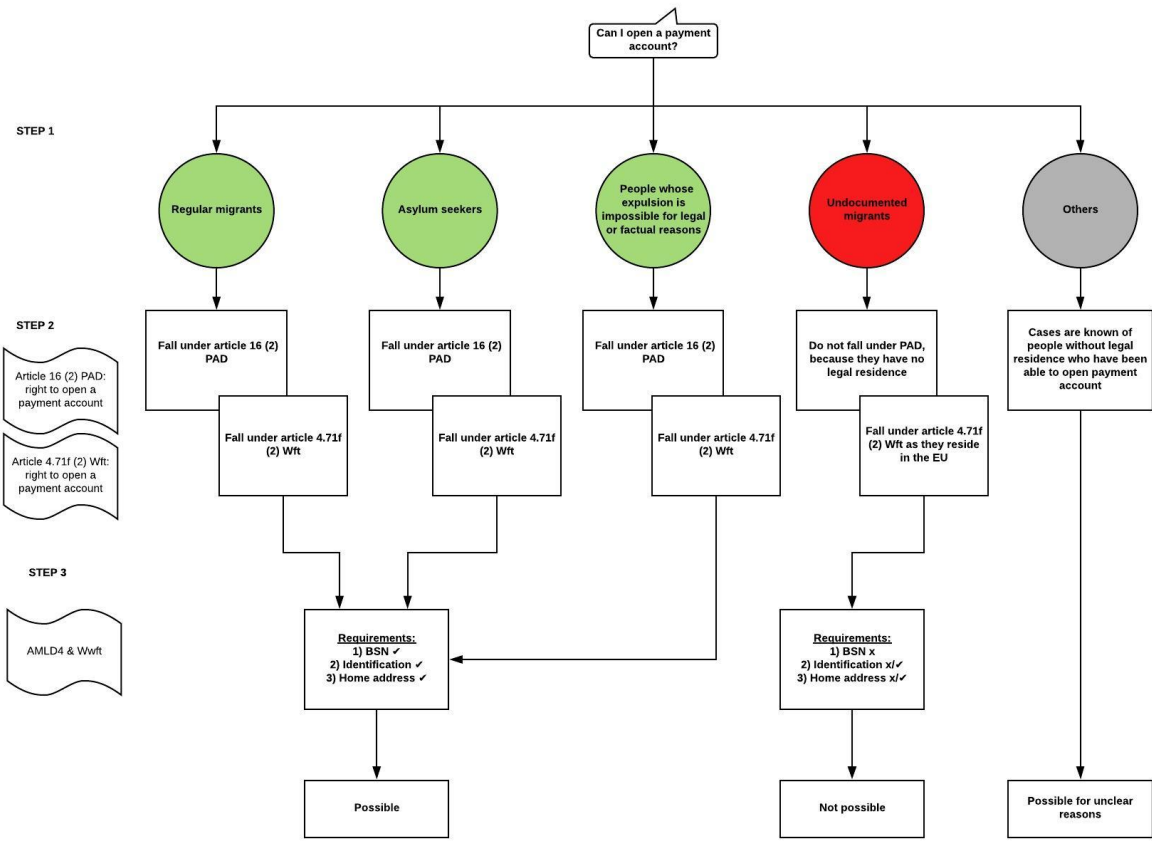 Can I open a payment
account?
STEP 1
Regular migrants
Asylum seekers
People whose
expulsion is
impossible for legal
or factual reasons
Undocumented
migrants
Others
STEP 2
Article 16 (2) PAD:
right to open a
payment account
Article 4.71f (2) Wft:
right to open a
payment account
Fall under article 16 (2)
PAD
Fall under article 4.71f
(2) Wft
Fall under article 16 (2)
PAD
Fall under article 4.71f
(2) Wft
Fall under article 16 (2)
PAD
Fall under article 4.71f
(2) Wft
Do not fall under PAD,
because they have no
legal residence
Fall under article 4.71f
(2) Wft as they reside
in the EU
Cases are known of
people without legal
residence who have been
able to open payment
account
STEP 3
AMLD4 & Wwft
Requirements:
1) BSN ✓
2) Identification ✓
3) Home address ✓
Requirements:
1) BSN x
2) Identification x/✓
3) Home address x/✓
Possible
Not possible
Possible for unclear
reasons